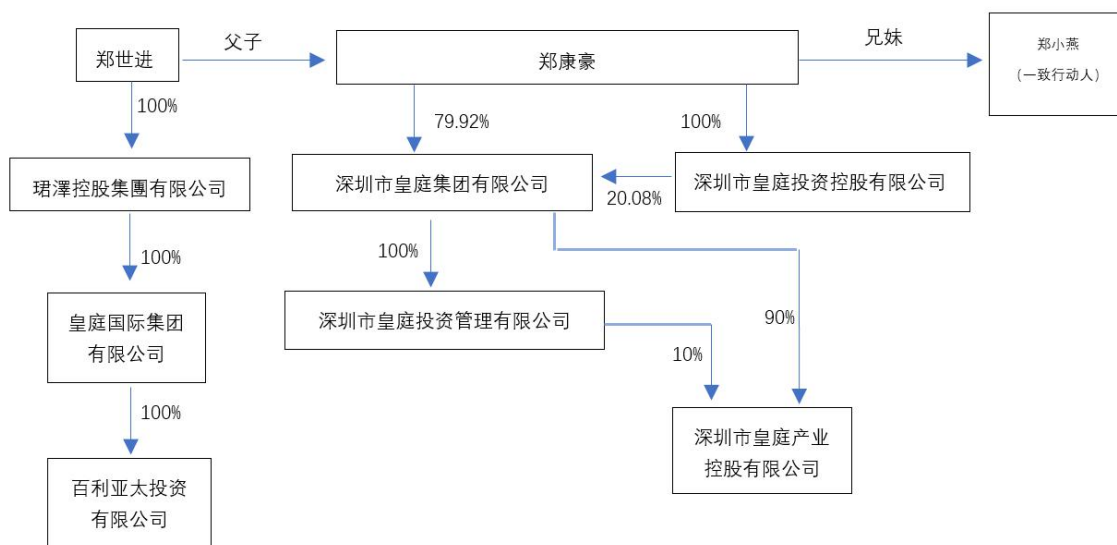 郑世进
父子
郑康豪
兄妹
郑小燕
(一致行动人)
100%
79.92%
100%
珺澤控股集團有限公司
深圳市皇庭集团有限公司
20.08%
深圳市皇庭投资控股有限公司
100%
100%
皇庭国际集团
有限公司
深圳市皇庭投资管理有限公司
90%
10%
100%
深圳市皇庭产业
控股有限公司
百利亚太投资
有限公司